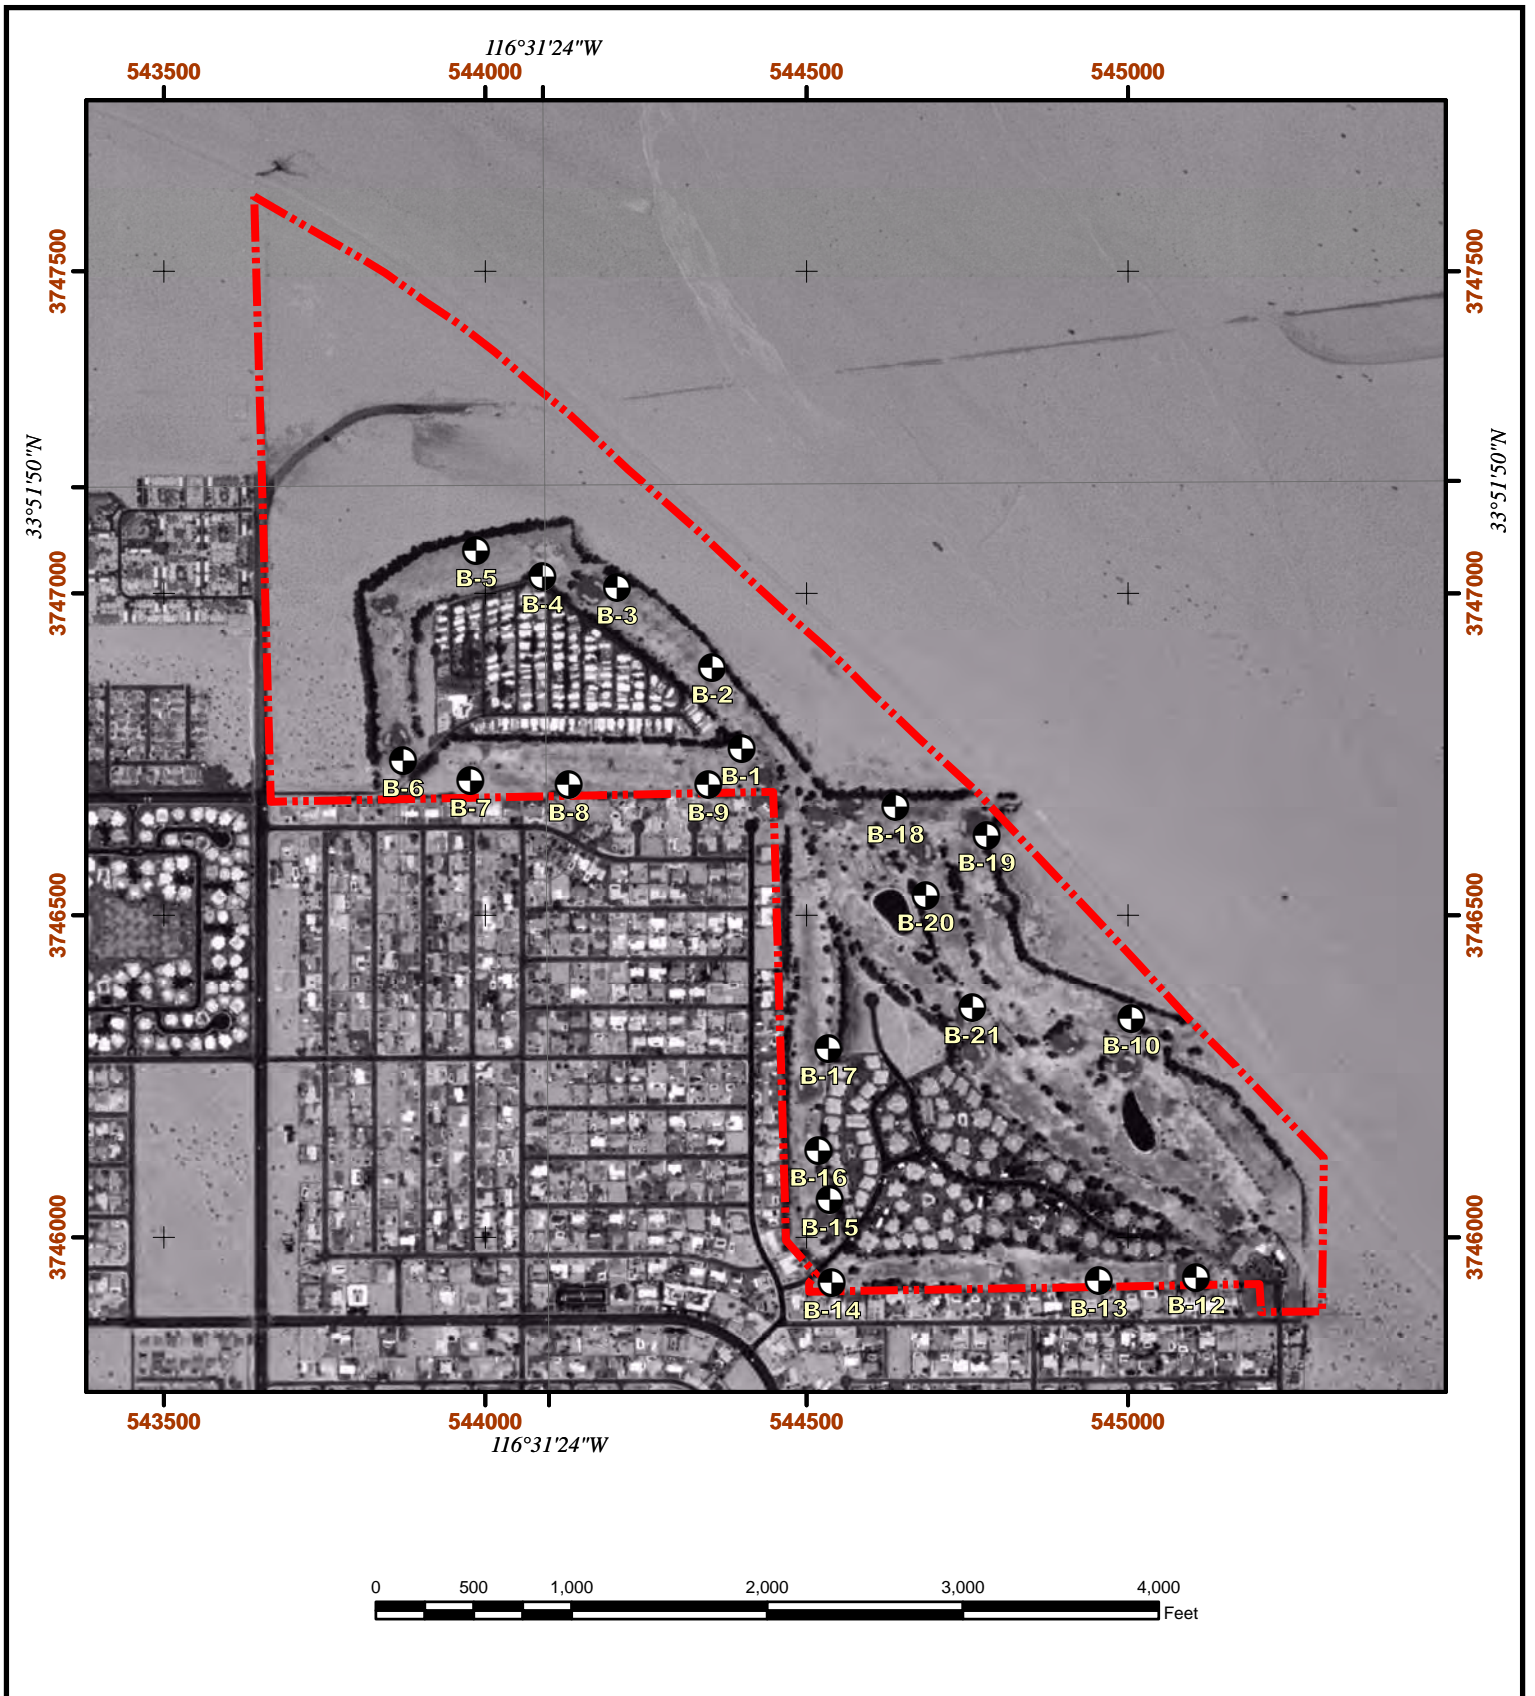 116°31'24"W
543500 544000 544500 545000
3747500 3747500
33°51'50"N 33°51'50"N
B-5
3747000 3747000
B-4
B-3
B-2
B-1
B-6
B-7 B-8 B-9
B-18
B-19
3746500 3746500
B-20
B-21
B-10
B-17
B-16
B-15
3746000 3746000
B-14 B-13 B-12
543500 544000 544500 545000
116°31'24"W
0 500 1,000 2,000 3,000 4,000
Feet